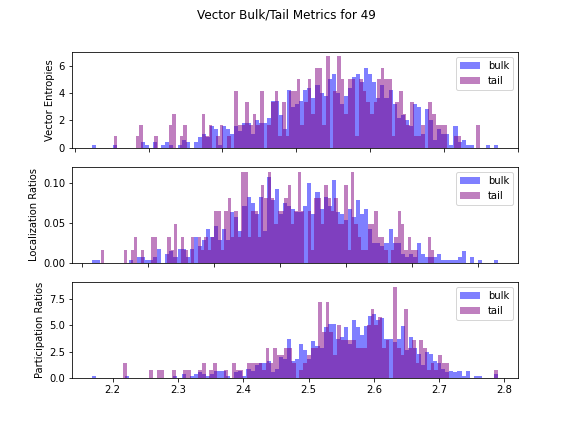 Vector Bulk/Tail Metrics for 49
Vector Entropies
6
4
2
0
bulk
tail
Localization Ratios
0.10
0.05
0.00
bulk
tail
Participation Ratios
7.5
5.0
2.5
0.0
bulk
tail
2.2 2.3 2.4 2.5 2.6 2.7 2.8